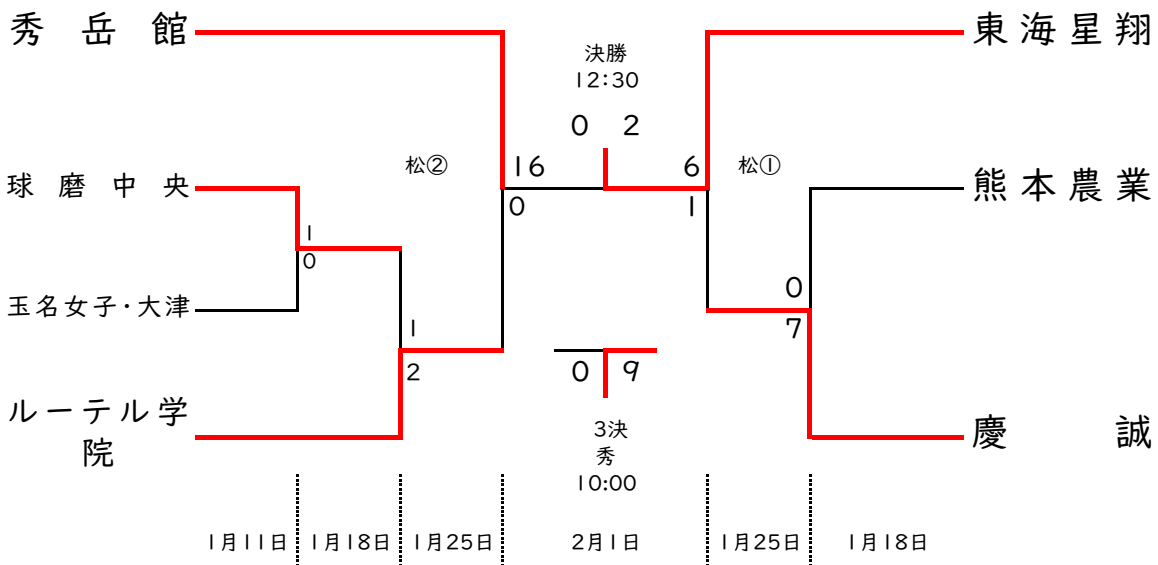 秀岳館
東海星翔
決勝
12:30
0 2
松②
16
6
松①
球磨中央
熊本農業
0
1
1
0
玉名女子・大津
0
7
1
2
0 9
ルーテル学
院
3決
秀
10:00
慶誠
1月11日
1月18日
1月25日
2月1日
1月25日
1月18日